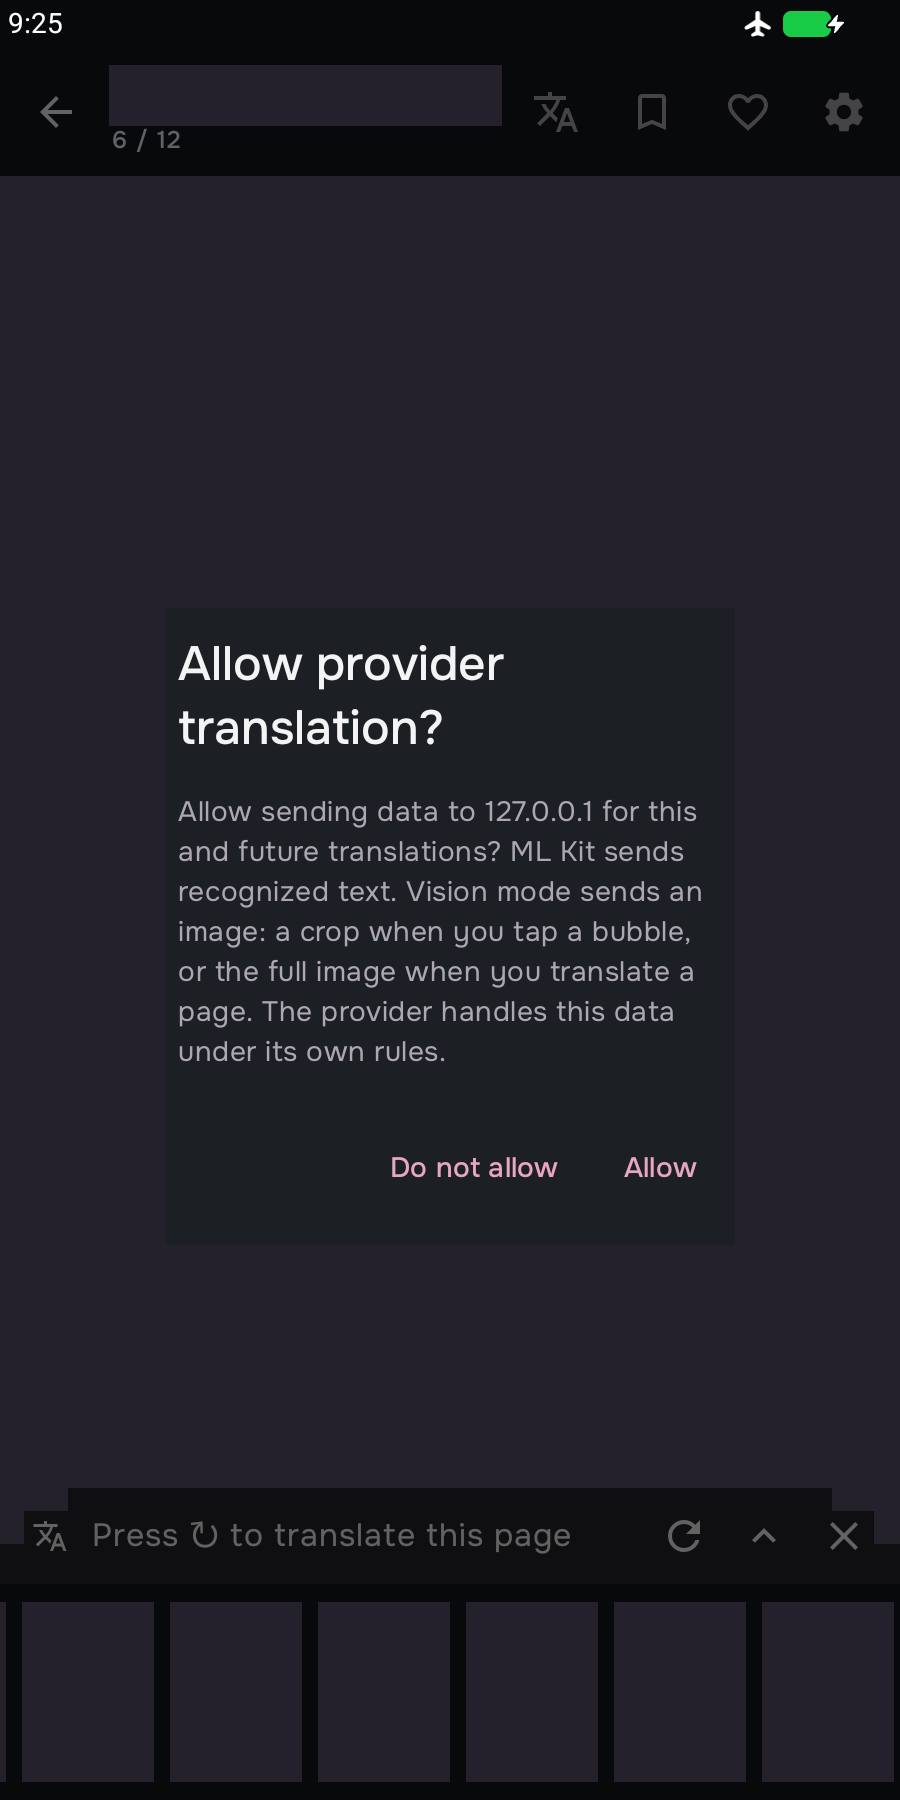 9:25
6 / 12
Allow provider
translation?
Allow sending data to 127.0.0.1 for this
and future translations? ML Kit sends
recognized text. Vision mode sends an
image: a crop when you tap a bubble,
or the full image when you translate a
page. The provider handles this data
under its own rules.
Do not allow Allow
Press ↻ to translate this page